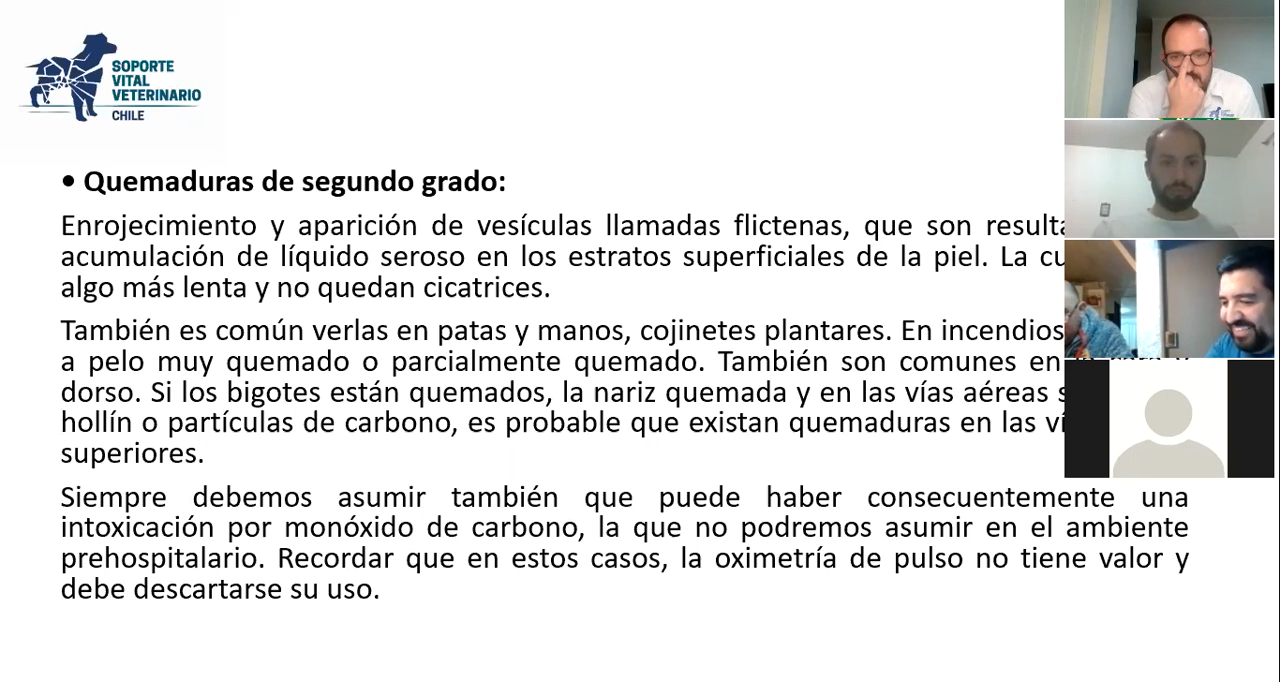 SOPORTE
VITAL
VETERINARIO
CHILE
• Quemaduras de segundo grado:
Enrojecimiento y aparición de vesículas llamadas flictenas, que son
acumulación de líquido seroso en los estratos superficiales de la piel. La
algo más lenta y no quedan cicatrices.
También es común verlas en patas y manos, cojinetes plantares. En incendios
a pelo muy quemado o parcialmente quemado. También son comunes en
dorso. Si los bigotes están quemados, la nariz quemada y en las vías aéreas
hollín o partículas de carbono, es probable que existan quemaduras en las
superiores.
Siempre debemos asumir también que puede haber consecuentemente una
intoxicación por monóxido de carbono, la que no podremos asumir en el ambiente
prehospitalario. Recordar que en estos casos, la oximetría de pulso no tiene valor y
debe descartarse su uso.